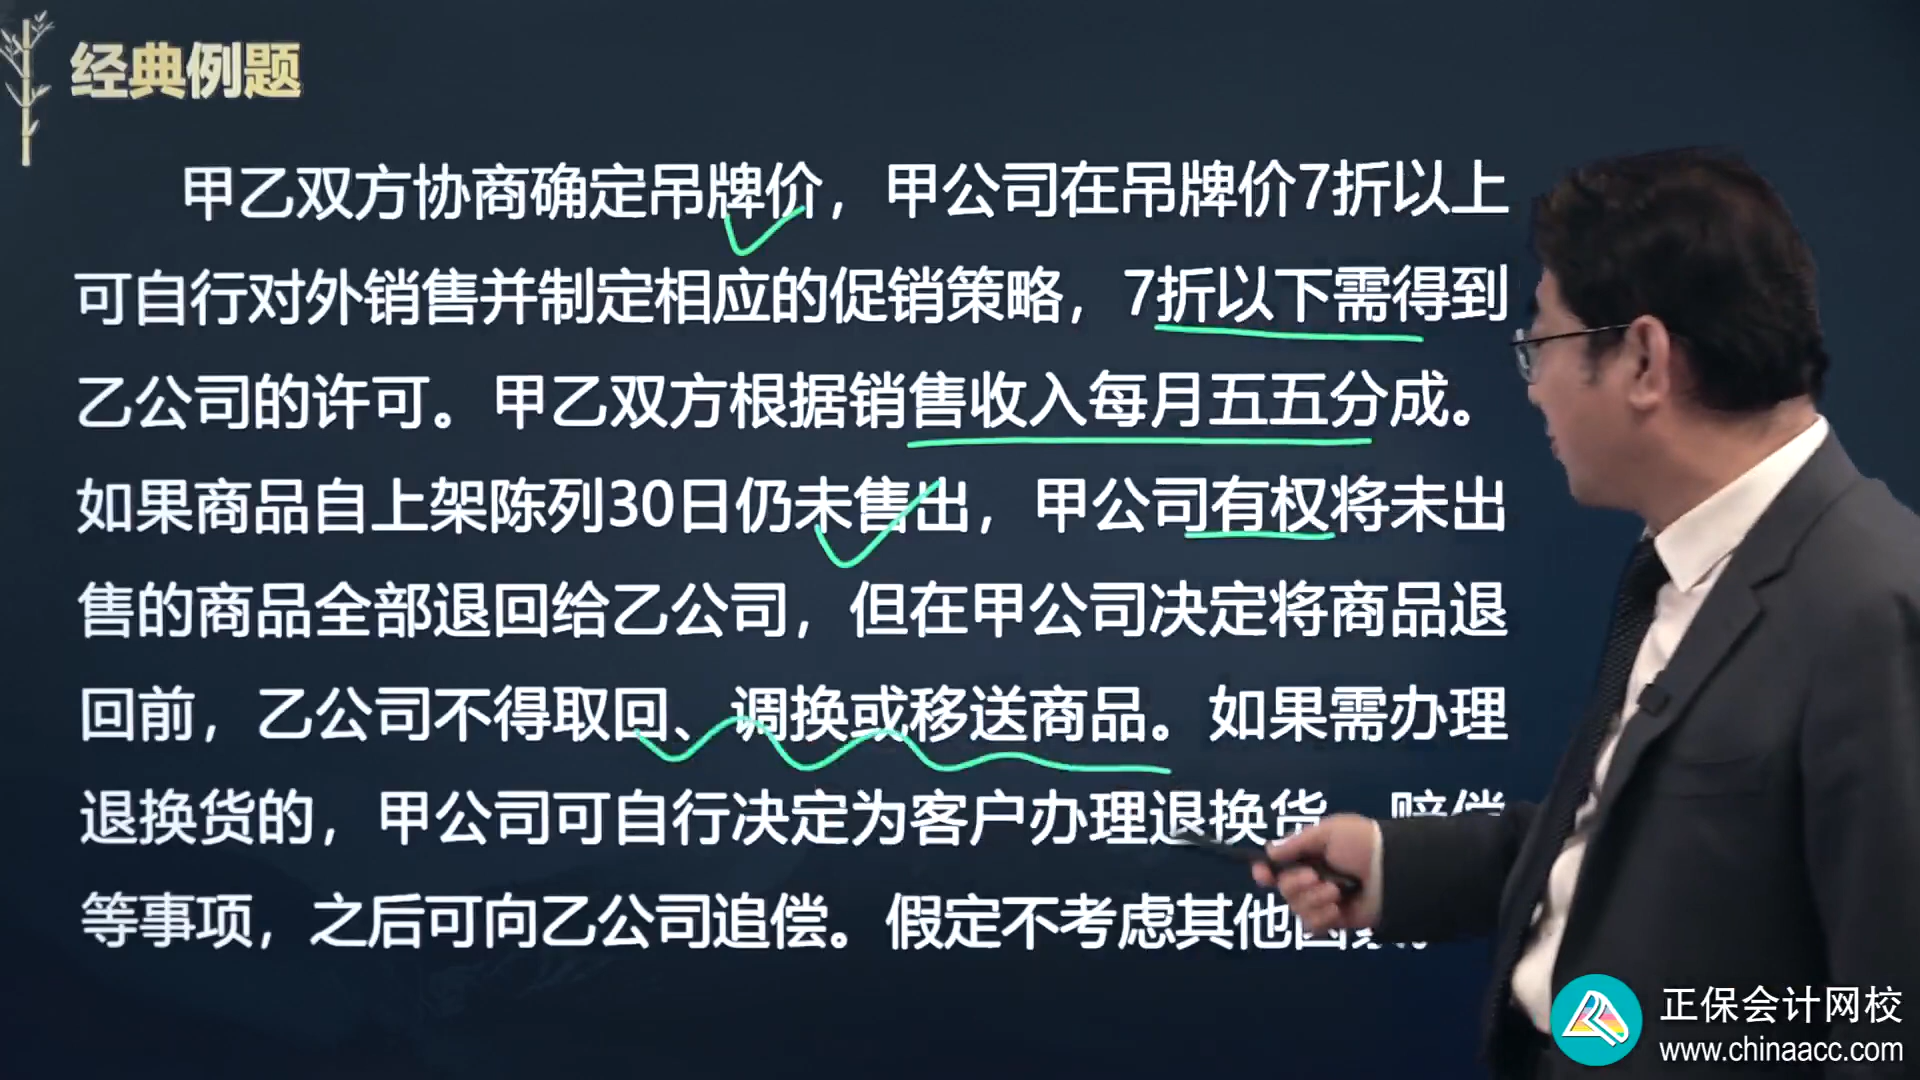 经典例题
甲乙双方协商确定吊牌价，甲公司在吊牌价7折以上
可自行对外销售并制定相应的促销策略，7折以下需得到
乙公司的许可。甲乙双方根据销售收入每月五五分成。
如果商品自上架陈列30日仍未售出，甲公司有权将未出
售的商品全部退回给乙公司，但在甲公司决定将商品退
回前，乙公司不得取回、调换或移送商品。如果需办理
退换货的，甲公司可自行决定为客户办理退换货、赔偿
等事项，之后可向乙公司追偿。假定不考虑其他
正保会计网校
www.chinaacc.com